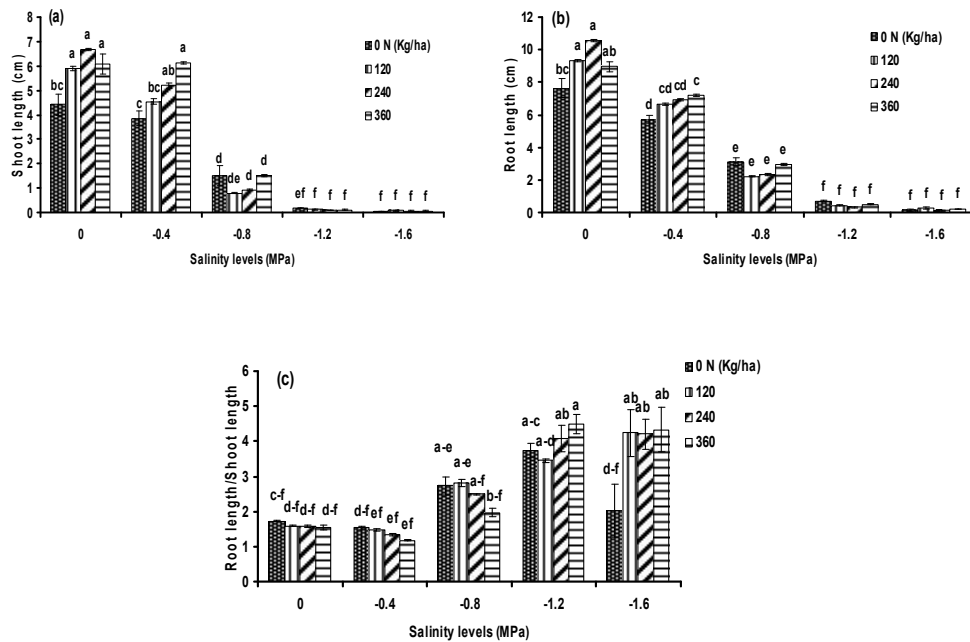 (a)
Shoot length (cm)
8
7
6
5
4
3
2
1
0
bc a a a
c bc ab a
d de d d
ef f f f
f f f f
0 -0.4 -0.8 -1.2 -1.6
Salinity levels (MPa)
0 N (Kg/ha)
120
240
360
(b)
Root length (cm)
12
10
8
6
4
2
0
bc a a ab
d cd cd c
e e e e
f f f f
f f f f
0 -0.4 -0.8 -1.2 -1.6
Salinity levels (MPa)
0 N (Kg/ha)
120
240
360
(c)
Root length/Shoot length
6
5
4
3
2
1
0
c-f d-f d-f d-f
d-f ef ef ef
a-e a-e a-f b-f
a-c a-d ab a
d-f ab ab ab
0 -0.4 -0.8 -1.2 -1.6
Salinity levels (MPa)
0 N (Kg/ha)
120
240
360